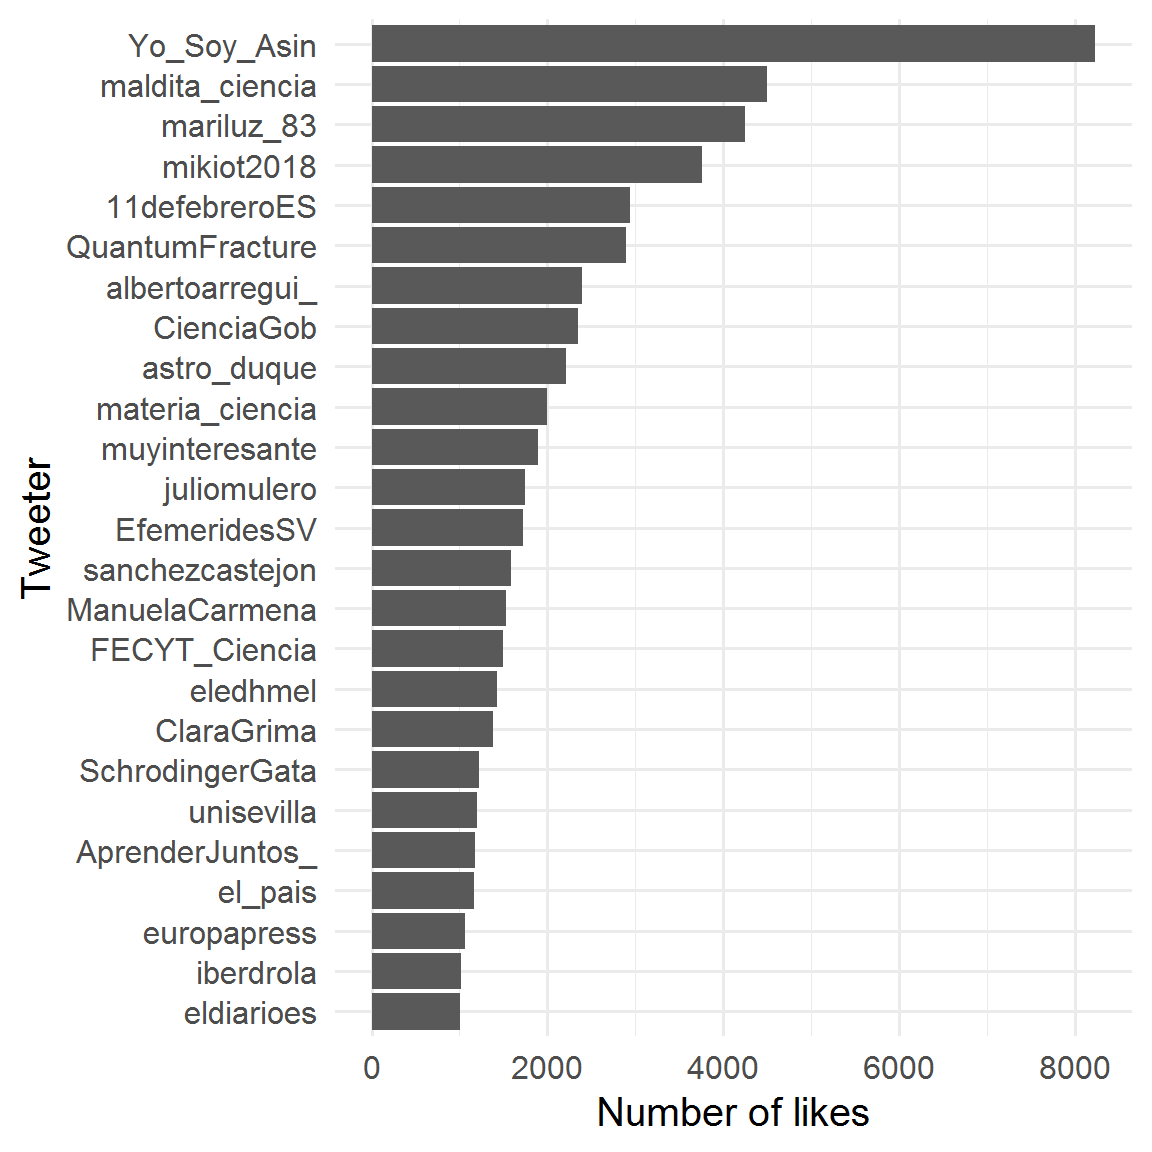 Yo_Soy_Asin
maldita_ciencia
mariluz_83
mikiot2018
11defebreroES
QuantumFracture
albertoarregui_
CienciaGob
astro_duque
materia_ciencia
muyinteresante
juliomulero
EfemeridesSV
sanchezcastejon
ManuelaCarmena
FECYT_Ciencia
eledhmel
ClaraGrima
SchrodingerGata
unisevilla
AprenderJuntos_
el_pais
europapress
iberdrola
eldiarioes
Tweeter
0 2000 4000 6000 8000
Number of likes